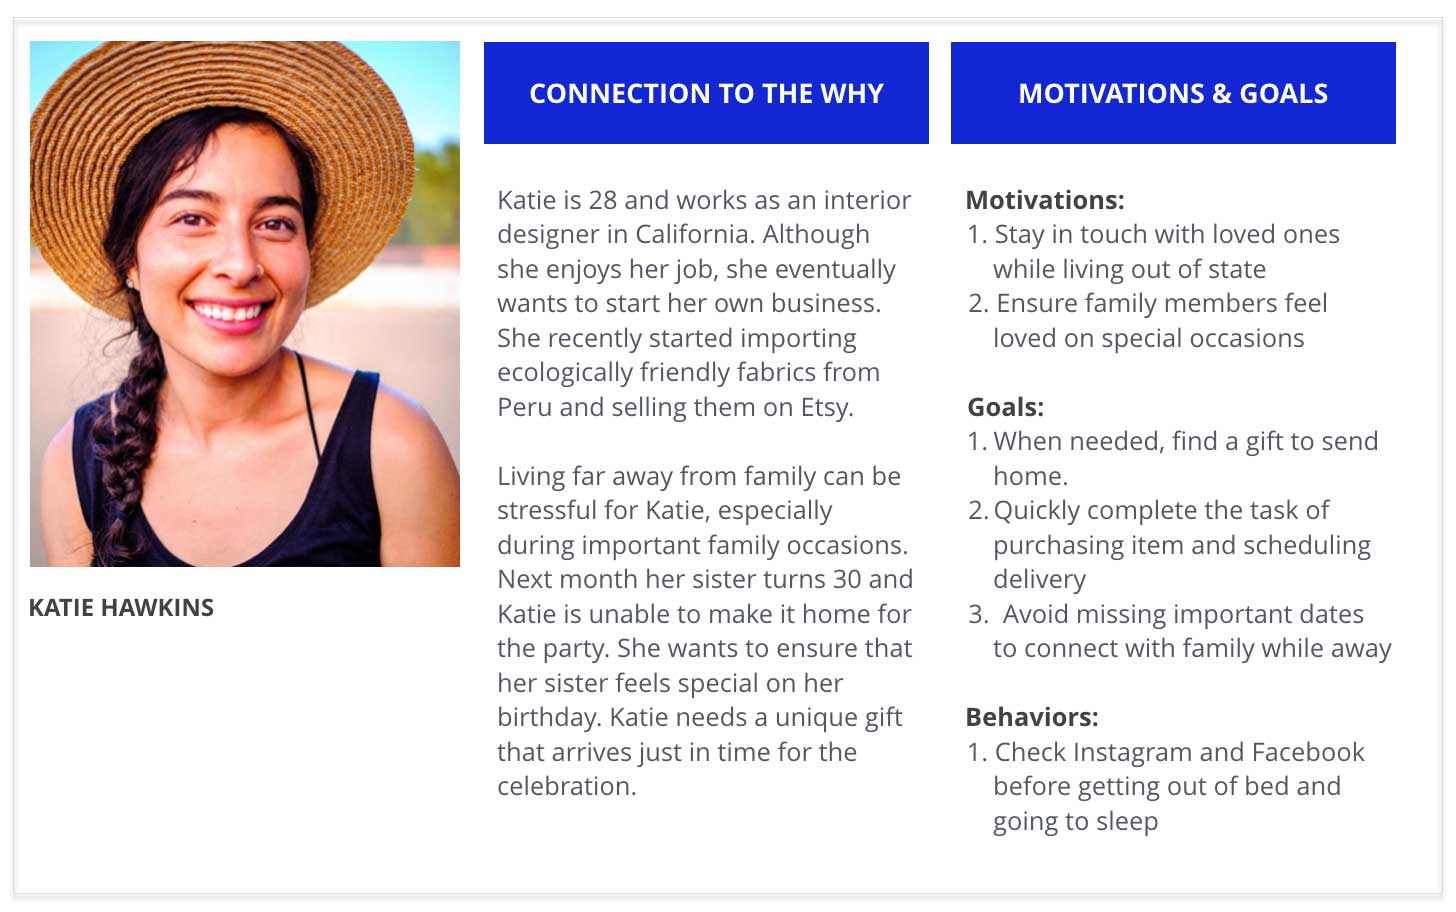 KATIE HAWKINS
CONNECTION TO THE WHY
Katie is 28 and works as an interior
designer in California. Although
she enjoys her job, she eventually
wants to start her own business.
She recently started importing
ecologically friendly fabrics from
Peru and selling them on Etsy.
Living far away from family can be
stressful for Katie, especially
during important family occasions.
Next month her sister turns 30 and
Katie is unable to make it home for
the party. She wants to ensure that
her sister feels special on her
birthday. Katie needs a unique gift
that arrives just in time for the
celebration.
MOTIVATIONS & GOALS
Motivations:
1. Stay in touch with loved ones
while living out of state
2. Ensure family members feel
loved on special occasions
Goals:
1. When needed, find a gift to send
home.
2. Quickly complete the task of
purchasing item and scheduling
delivery
3. Avoid missing important dates
to connect with family while away
Behaviors:
1. Check Instagram and Facebook
before getting out of bed and
going to sleep